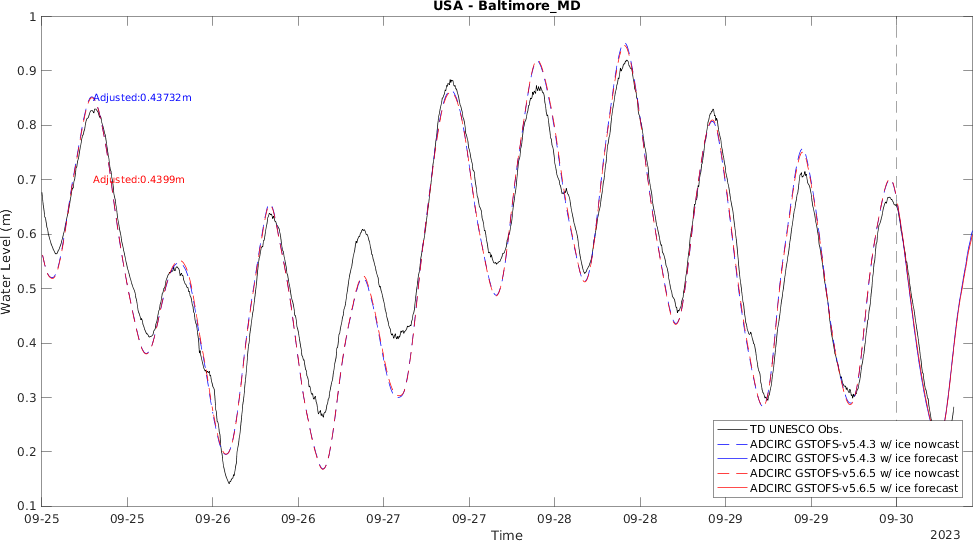 USA - Baltimore_MD
1
0.9
0.8
0.7
0.6
0.5
0.4
0.3
0.2
0.1
Water Level (m)
Adjusted:0.43732m
Adjusted:0.4399m
TD UNESCO Obs.
ADCIRC GSTOFS-v5.4.3 w/ ice nowcast
ADCIRC GSTOFS-v5.4.3 w/ ice forecast
ADCIRC GSTOFS-v5.6.5 w/ ice nowcast
ADCIRC GSTOFS-v5.6.5 w/ ice forecast
09-25 09-25 09-26 09-26 09-27 09-27 09-28 09-28 09-29 09-29 09-30
Time
2023